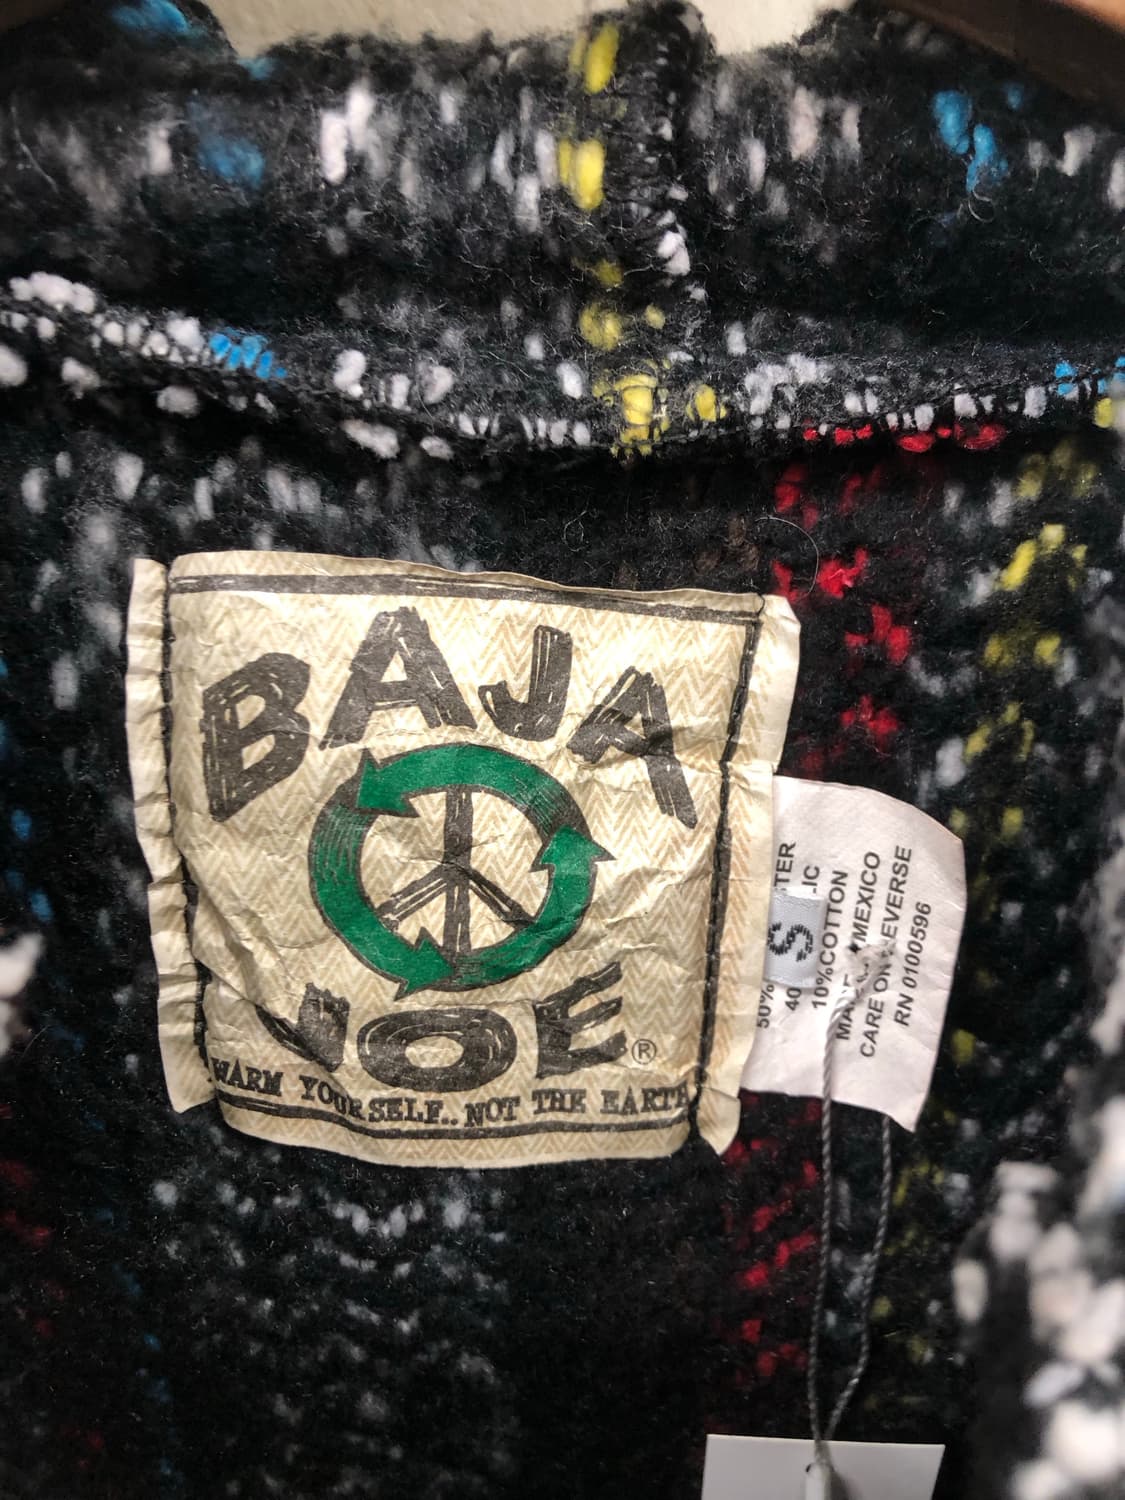 BAJA
JOE®
WARM YOURSELF.. NOT THE EARTH
S
50%
40
10%COTTON
MEXICO
CARE ON REVERSE
RN 0100596